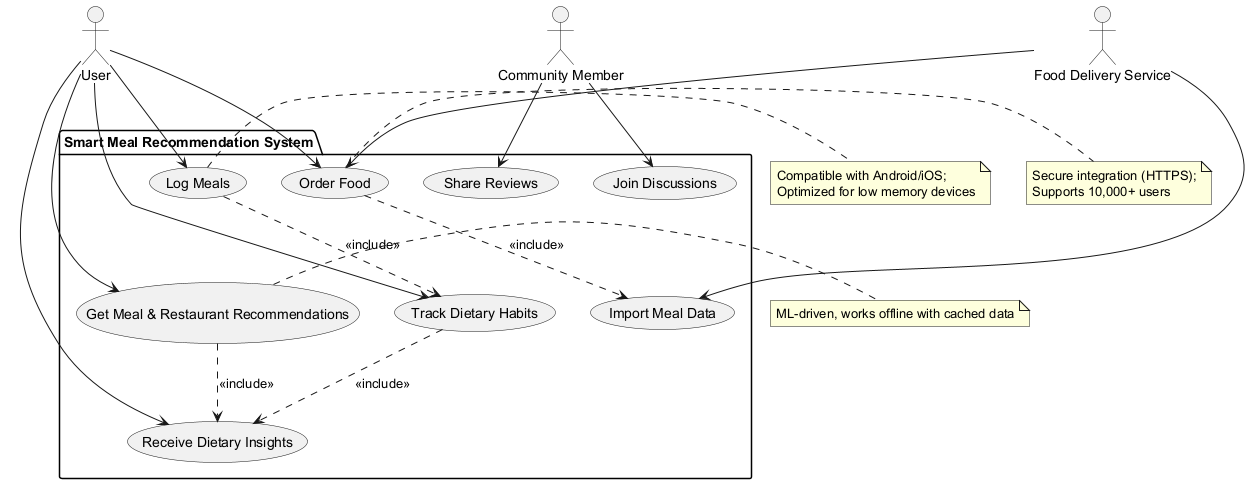 User
Community Member
Food Delivery Service
Smart Meal Recommendation System
Log Meals
Order Food
Share Reviews
Join Discussions
Compatible with Android/iOS;
Optimized for low memory devices
Secure integration (HTTPS);
Supports 10,000+ users
«include»
«include»
Get Meal & Restaurant Recommendations
Track Dietary Habits
Import Meal Data
ML-driven, works offline with cached data
«include»
«include»
Receive Dietary Insights